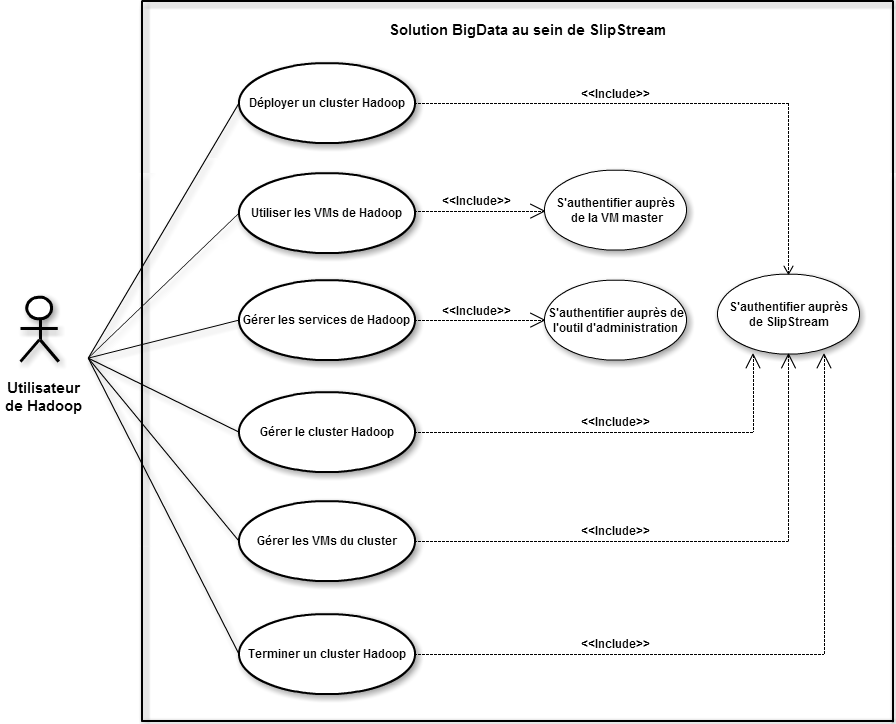 Solution BigData au sein de SlipStream
Déployer un cluster Hadoop
<<Include>>
Utiliser les VMs de Hadoop
<<Include>>
S'authentifier auprès
de la VM master
Gérer les services de Hadoop
<<Include>>
S'authentifier auprès de
l'outil d'administration
S'authentifier auprès
de SlipStream
Utilisateur
de Hadoop
Gérer le cluster Hadoop
<<Include>>
Gérer les VMs du cluster
<<Include>>
Terminer un cluster Hadoop
<<Include>>